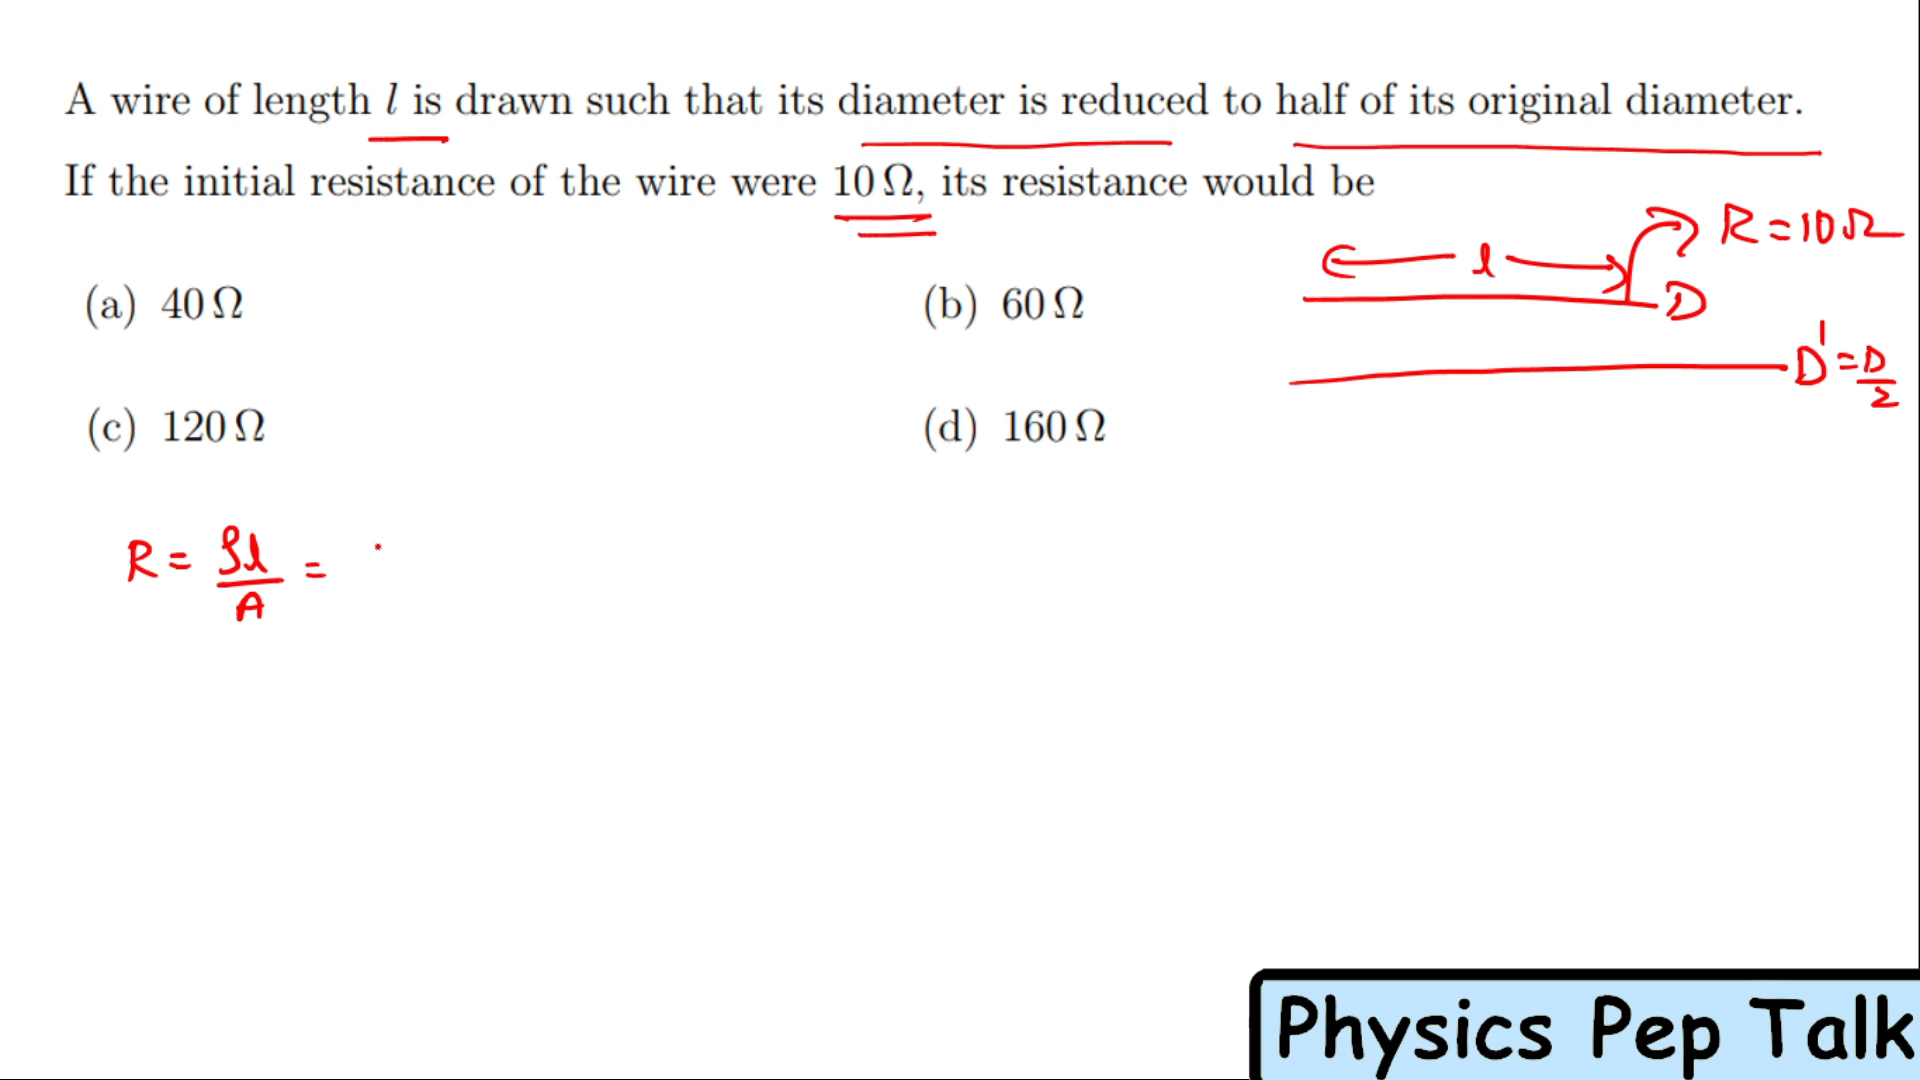 A wire of length l is drawn such that its diameter is reduced to half of its original diameter.
If the initial resistance of the wire were 10 Ω, its resistance would be
R = 10 Ω
l
D
(a) 40 Ω
(b) 60 Ω
D' = D/2
(c) 120 Ω
(d) 160 Ω
R = ρl/A =
Physics Pep Talk